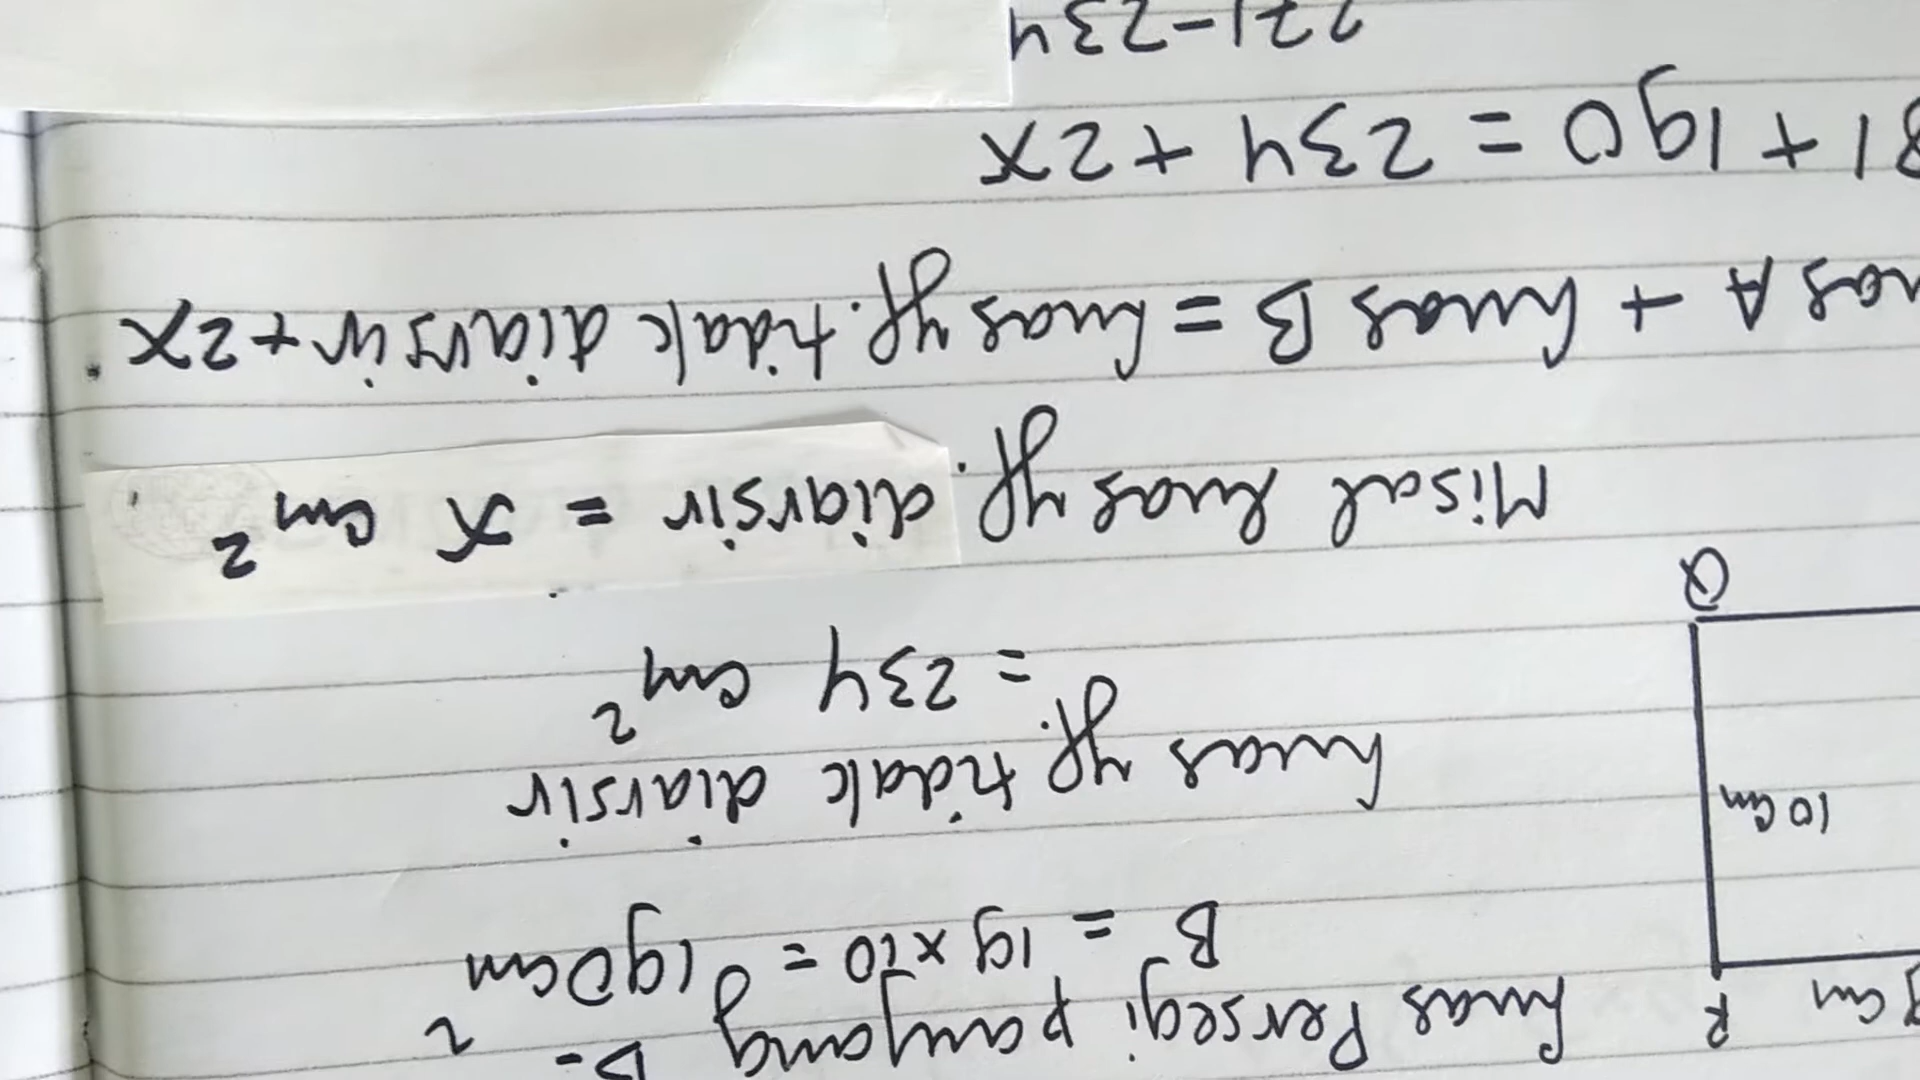 luas Persegi panjang B =
B = 19 x 10 = 190 cm²
luas yg tidak diarsir
= 234 cm²
R
10 cm
Q
Misal luas yg. diarsir = x cm²
luas A + luas B = luas yg. tidak diarsir + 2x.
81 + 190 = 234 + 2x
271 - 234